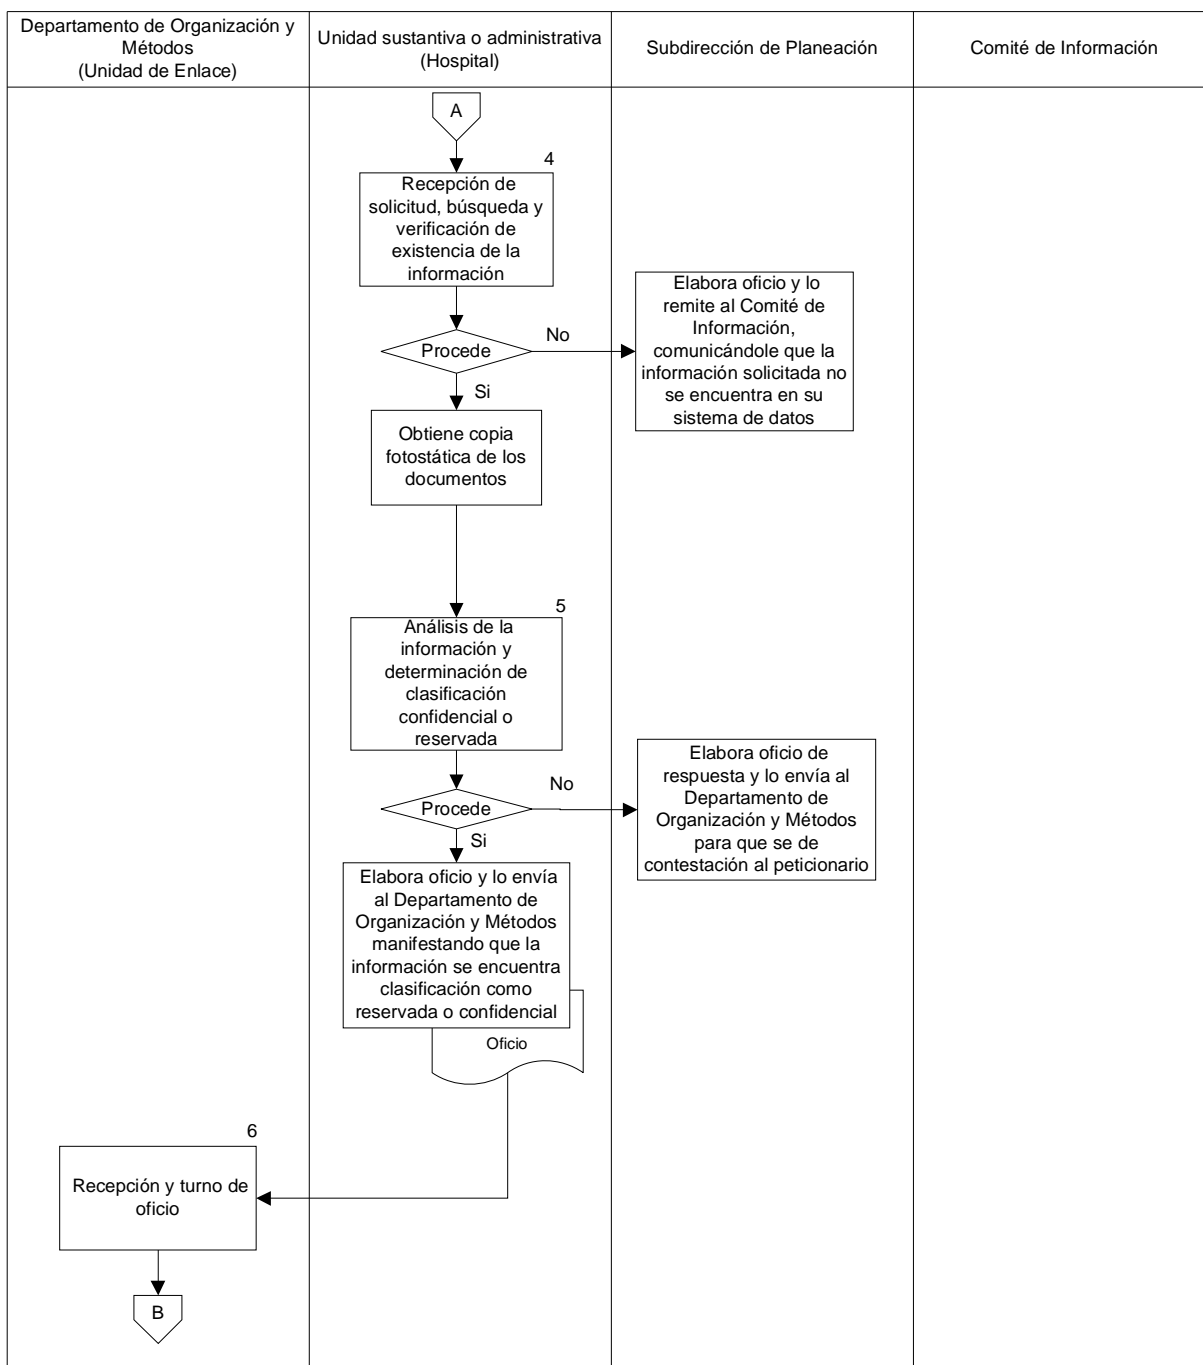 Departamento de Organización y
Métodos
(Unidad de Enlace)
Unidad sustantiva o administrativa
(Hospital)
Subdirección de Planeación
Comité de Información
A
4
Recepción de
solicitud, búsqueda y
verificación de
existencia de la
información
Procede
No
Elabora oficio y lo
remite al Comité de
Información,
comunicándole que la
información solicitada no
se encuentra en su
sistema de datos
Si
Obtiene copia
fotostática de los
documentos
5
Análisis de la
información y
determinación de
clasificación
confidencial o
reservada
Procede
No
Elabora oficio de
respuesta y lo envía al
Departamento de
Organización y Métodos
para que se de
contestación al peticionario
Si
Elabora oficio y lo envía
al Departamento de
Organización y Métodos
manifestando que la
información se encuentra
clasificación como
reservada o confidencial
Oficio
6
Recepción y turno de
oficio
B